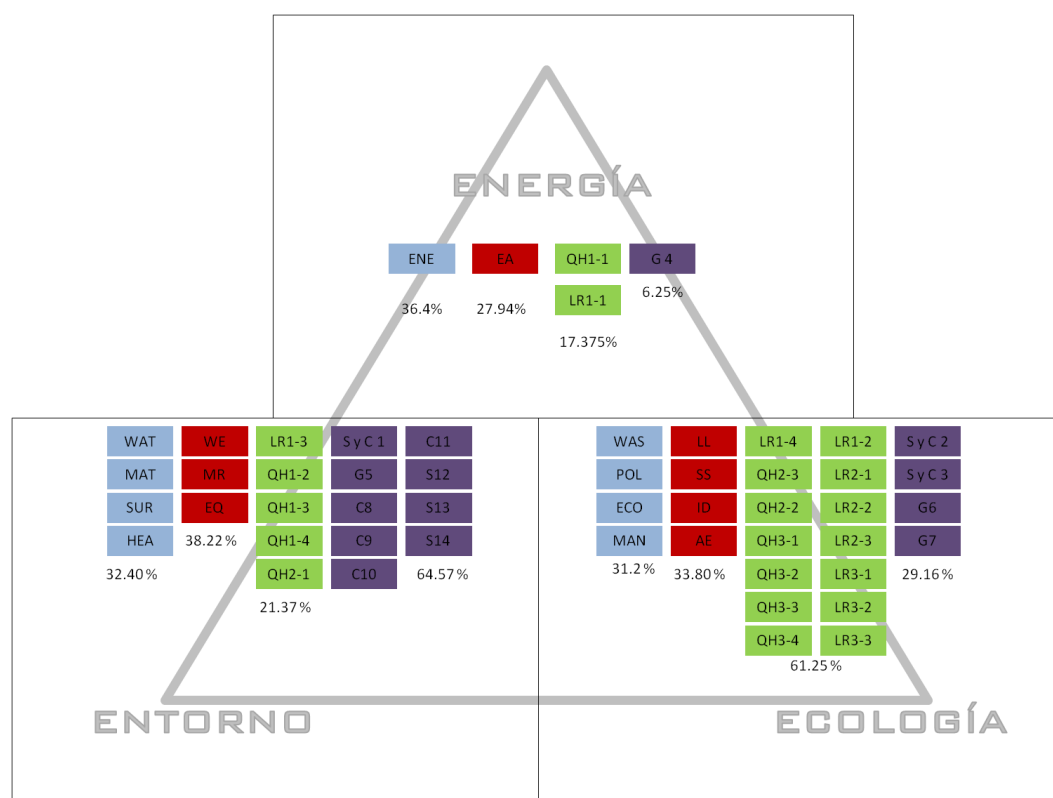 ENERGÍA
ENE EA QH1-1 G 4
LR1-1
6.25%
36.4% 27.94%
17.375%
WAT WE LR1-3 S y C 1 C11
MAT MR QH1-2 G5 S12
SUR EQ QH1-3 C8 S13
HEA 38.22% QH1-4 C9 S14
32.40% QH2-1 C10 64.57%
21.37%
WAS LL LR1-4 LR1-2 S y C 2
POL SS QH2-3 LR2-1 S y C 3
ECO ID QH2-2 LR2-2 G6
MAN AE QH3-1 LR2-3 G7
31.2% 33.80% QH3-2 LR3-1 29.16%
QH3-3 LR3-2
QH3-4 LR3-3
61.25%
ENTORNO ECOLOGÍA